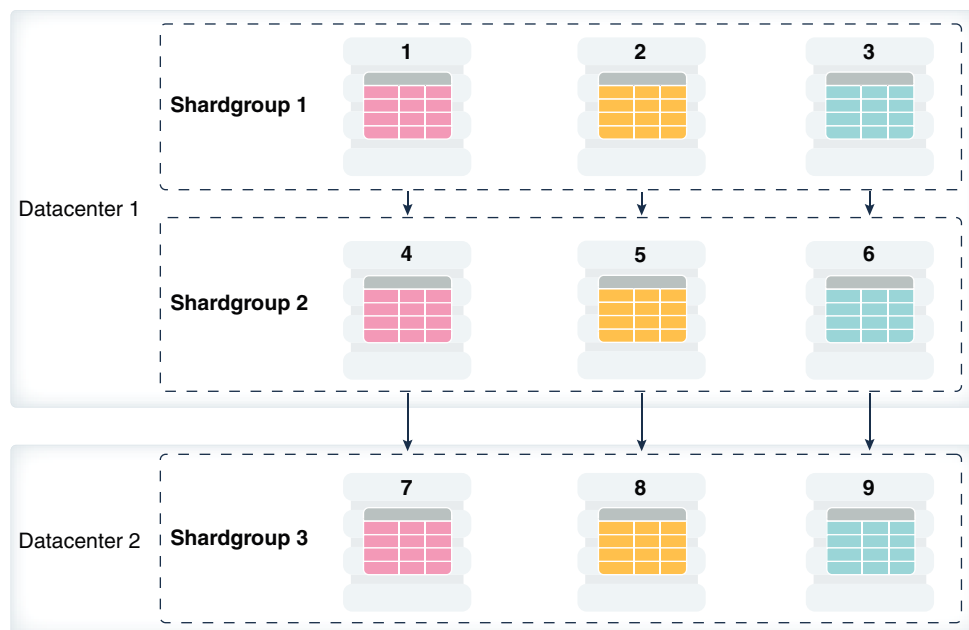 1 2 3
Shardgroup 1
Datacenter 1
4 5 6
Shardgroup 2
7 8 9
Datacenter 2 Shardgroup 3